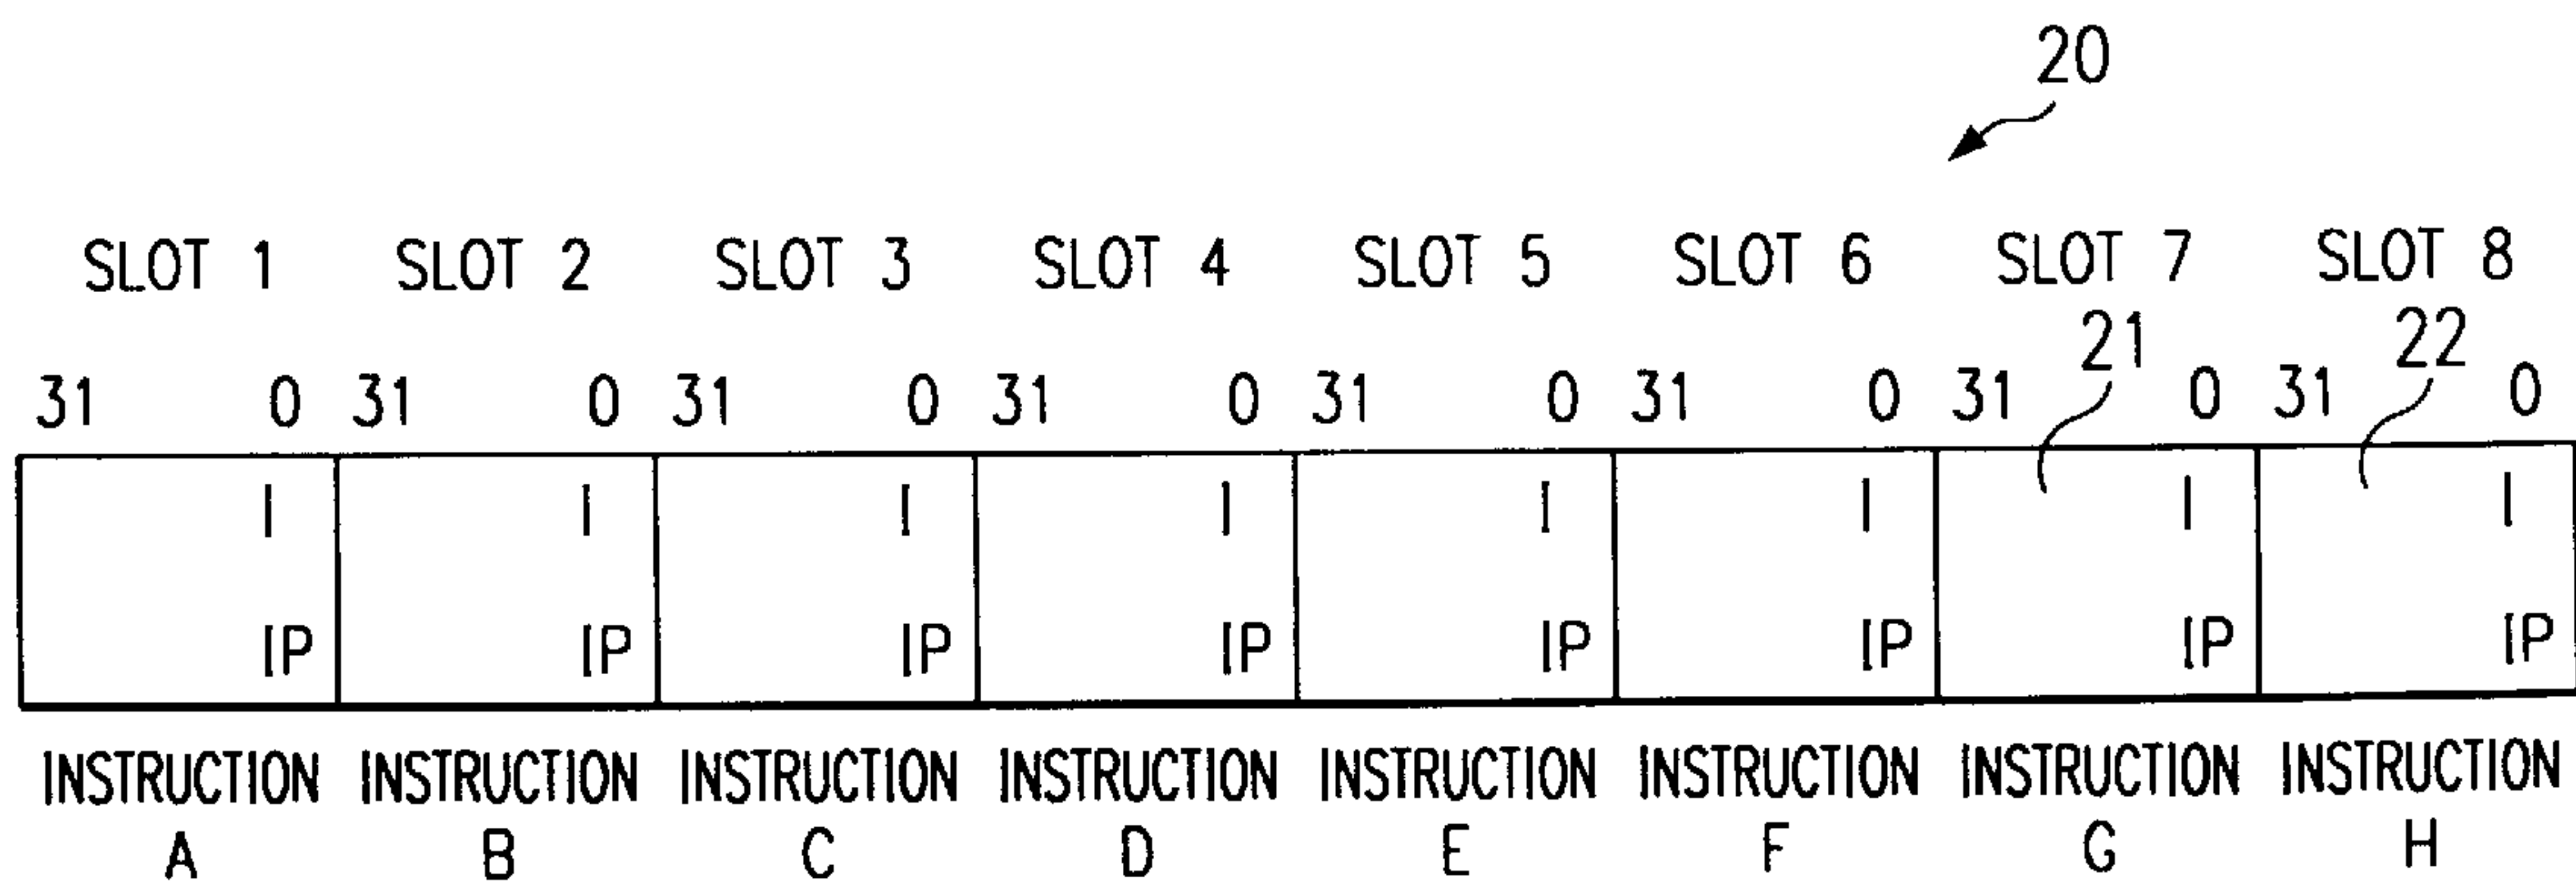 20
SLOT 1 SLOT 2 SLOT 3 SLOT 4 SLOT 5 SLOT 6 SLOT 7 SLOT 8
21 22
31 0 31 0 31 0 31 0 31 0 31 0 31 0 31 0
I I I I I I I I
IP IP IP IP IP IP IP IP
INSTRUCTION INSTRUCTION INSTRUCTION INSTRUCTION INSTRUCTION INSTRUCTION INSTRUCTION INSTRUCTION
A B C D E F G H